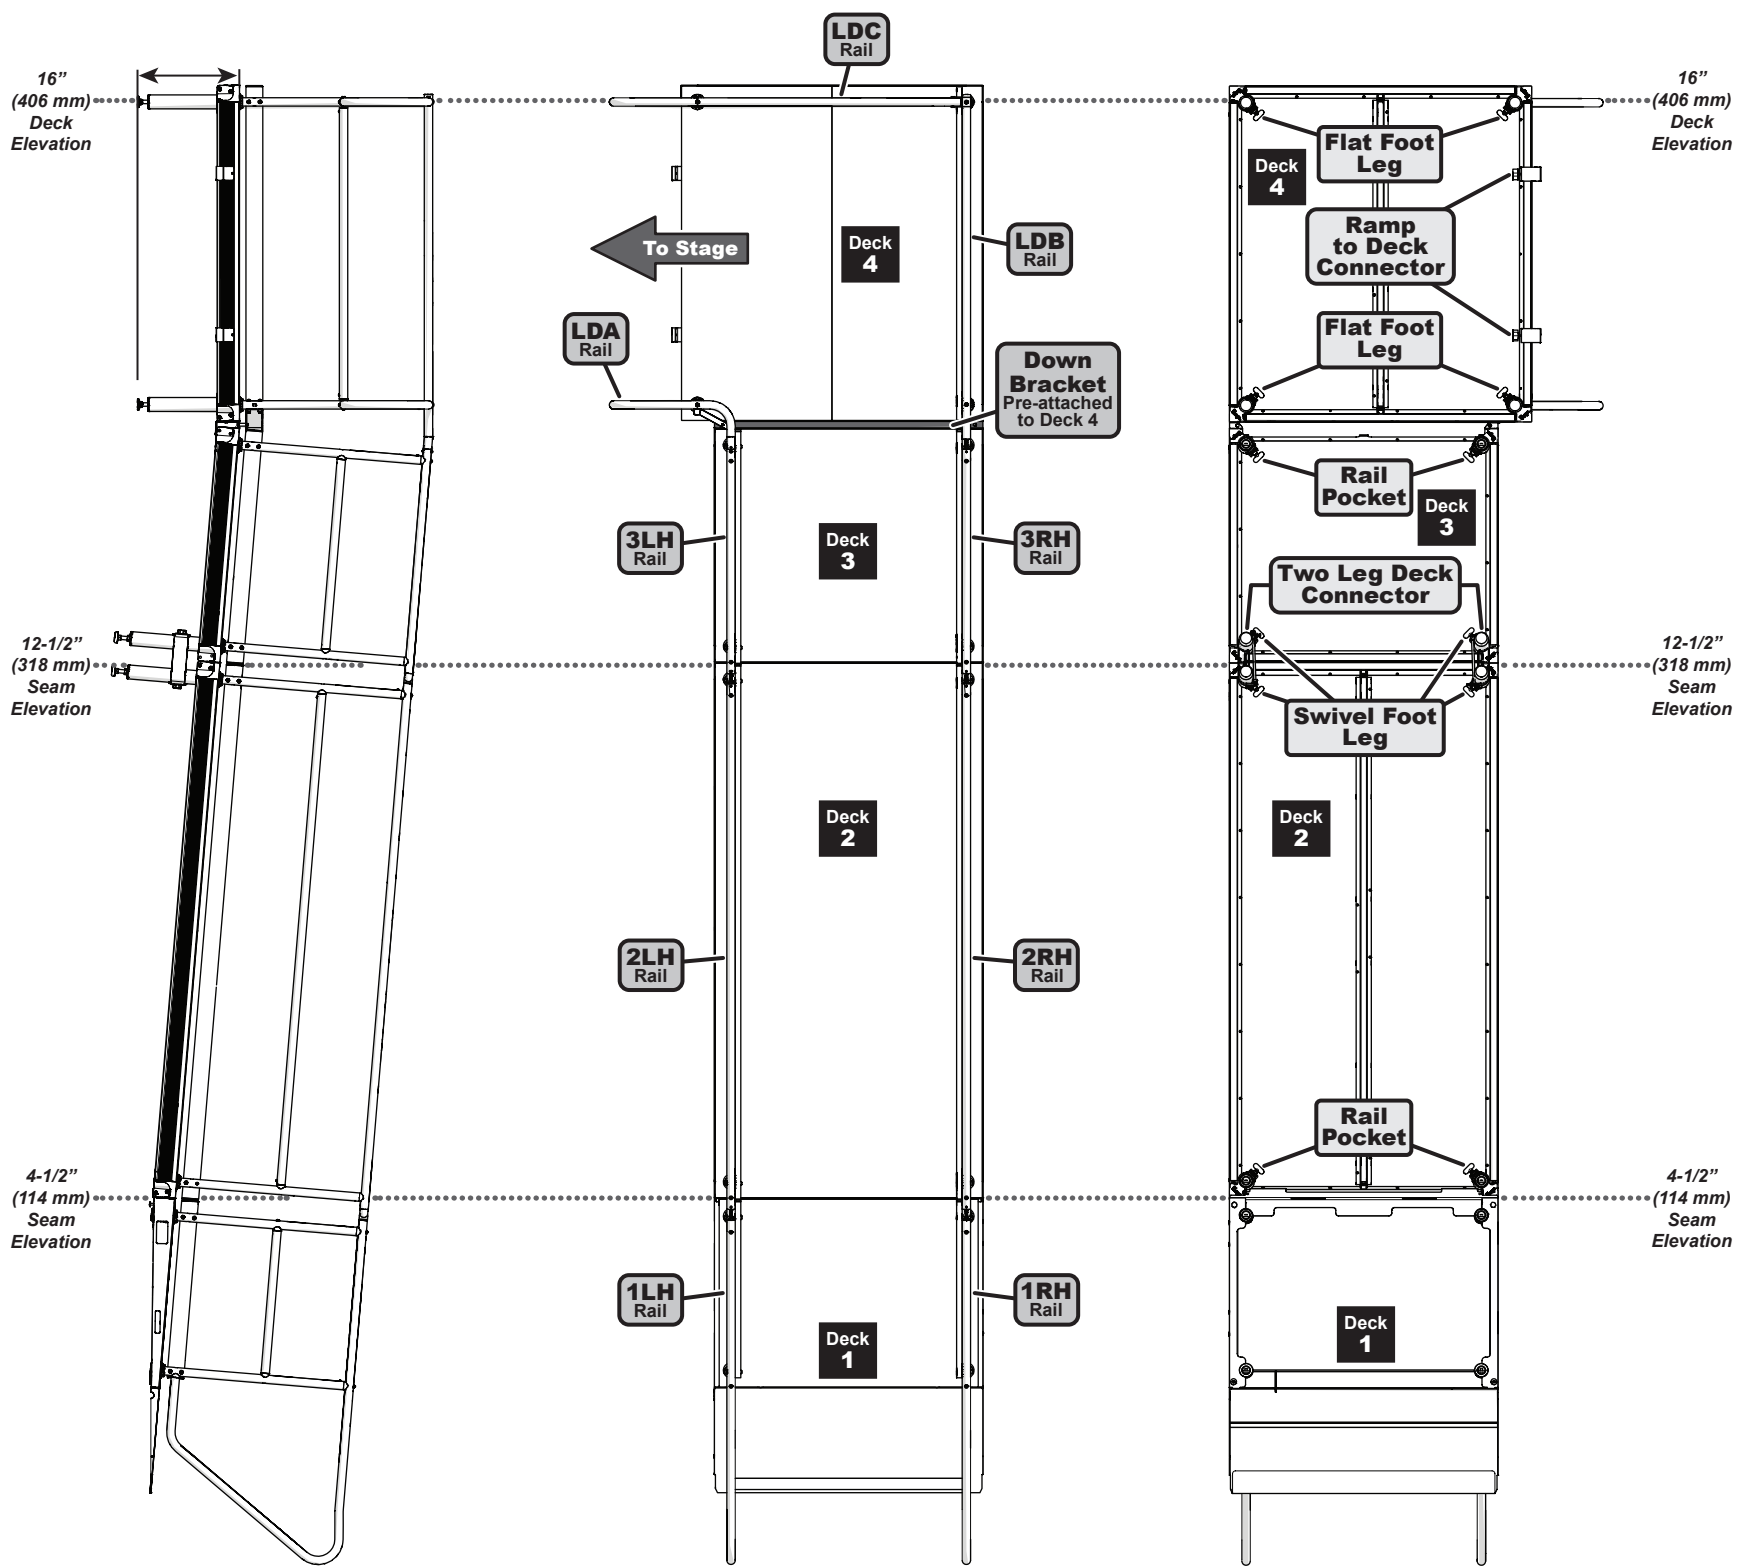 LDC
Rail
16”
(406 mm)
Deck
Elevation
16”
(406 mm)
Deck
Elevation
Flat Foot
Leg
Deck
4
Ramp
to Deck
Connector
To Stage
Deck
4
LDB
Rail
LDA
Rail
Flat Foot
Leg
Down
Bracket
Pre-attached
to Deck 4
Rail
Pocket
Deck
3
3LH
Rail
Deck
3
3RH
Rail
Two Leg Deck
Connector
12-1/2”
(318 mm)
Seam
Elevation
12-1/2”
(318 mm)
Seam
Elevation
Swivel Foot
Leg
Deck
2
Deck
2
2LH
Rail
2RH
Rail
Rail
Pocket
4-1/2”
(114 mm)
Seam
Elevation
4-1/2”
(114 mm)
Seam
Elevation
1LH
Rail
1RH
Rail
Deck
1
Deck
1